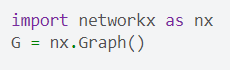 import networkx as nx
G = nx.Graph()